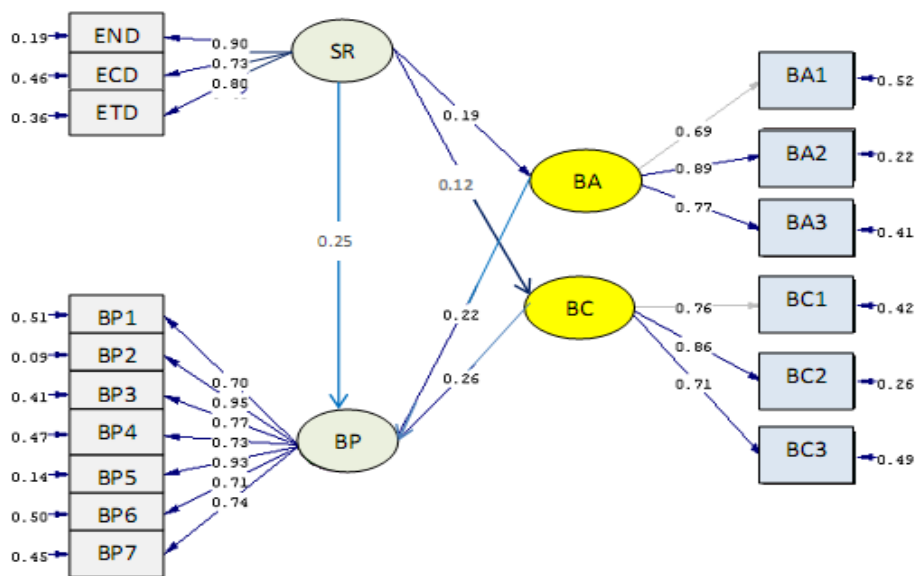 0.19 END 0.90 SR
0.46 ECD 0.73
0.36 ETD 0.80
BA1 0.52
0.19
0.69
BA2 0.22
0.89
0.12
BA
0.77
BA3 0.41
0.25
0.51 BP1
BC
0.76 BC1 0.42
0.09 BP2
0.22
0.86
0.41 BP3 0.70
0.95
0.26
0.71
BC2 0.26
0.77
0.47 BP4 0.73
BP
BC3 0.49
0.93
0.14 BP5
0.71
0.50 BP6 0.74
0.45 BP7